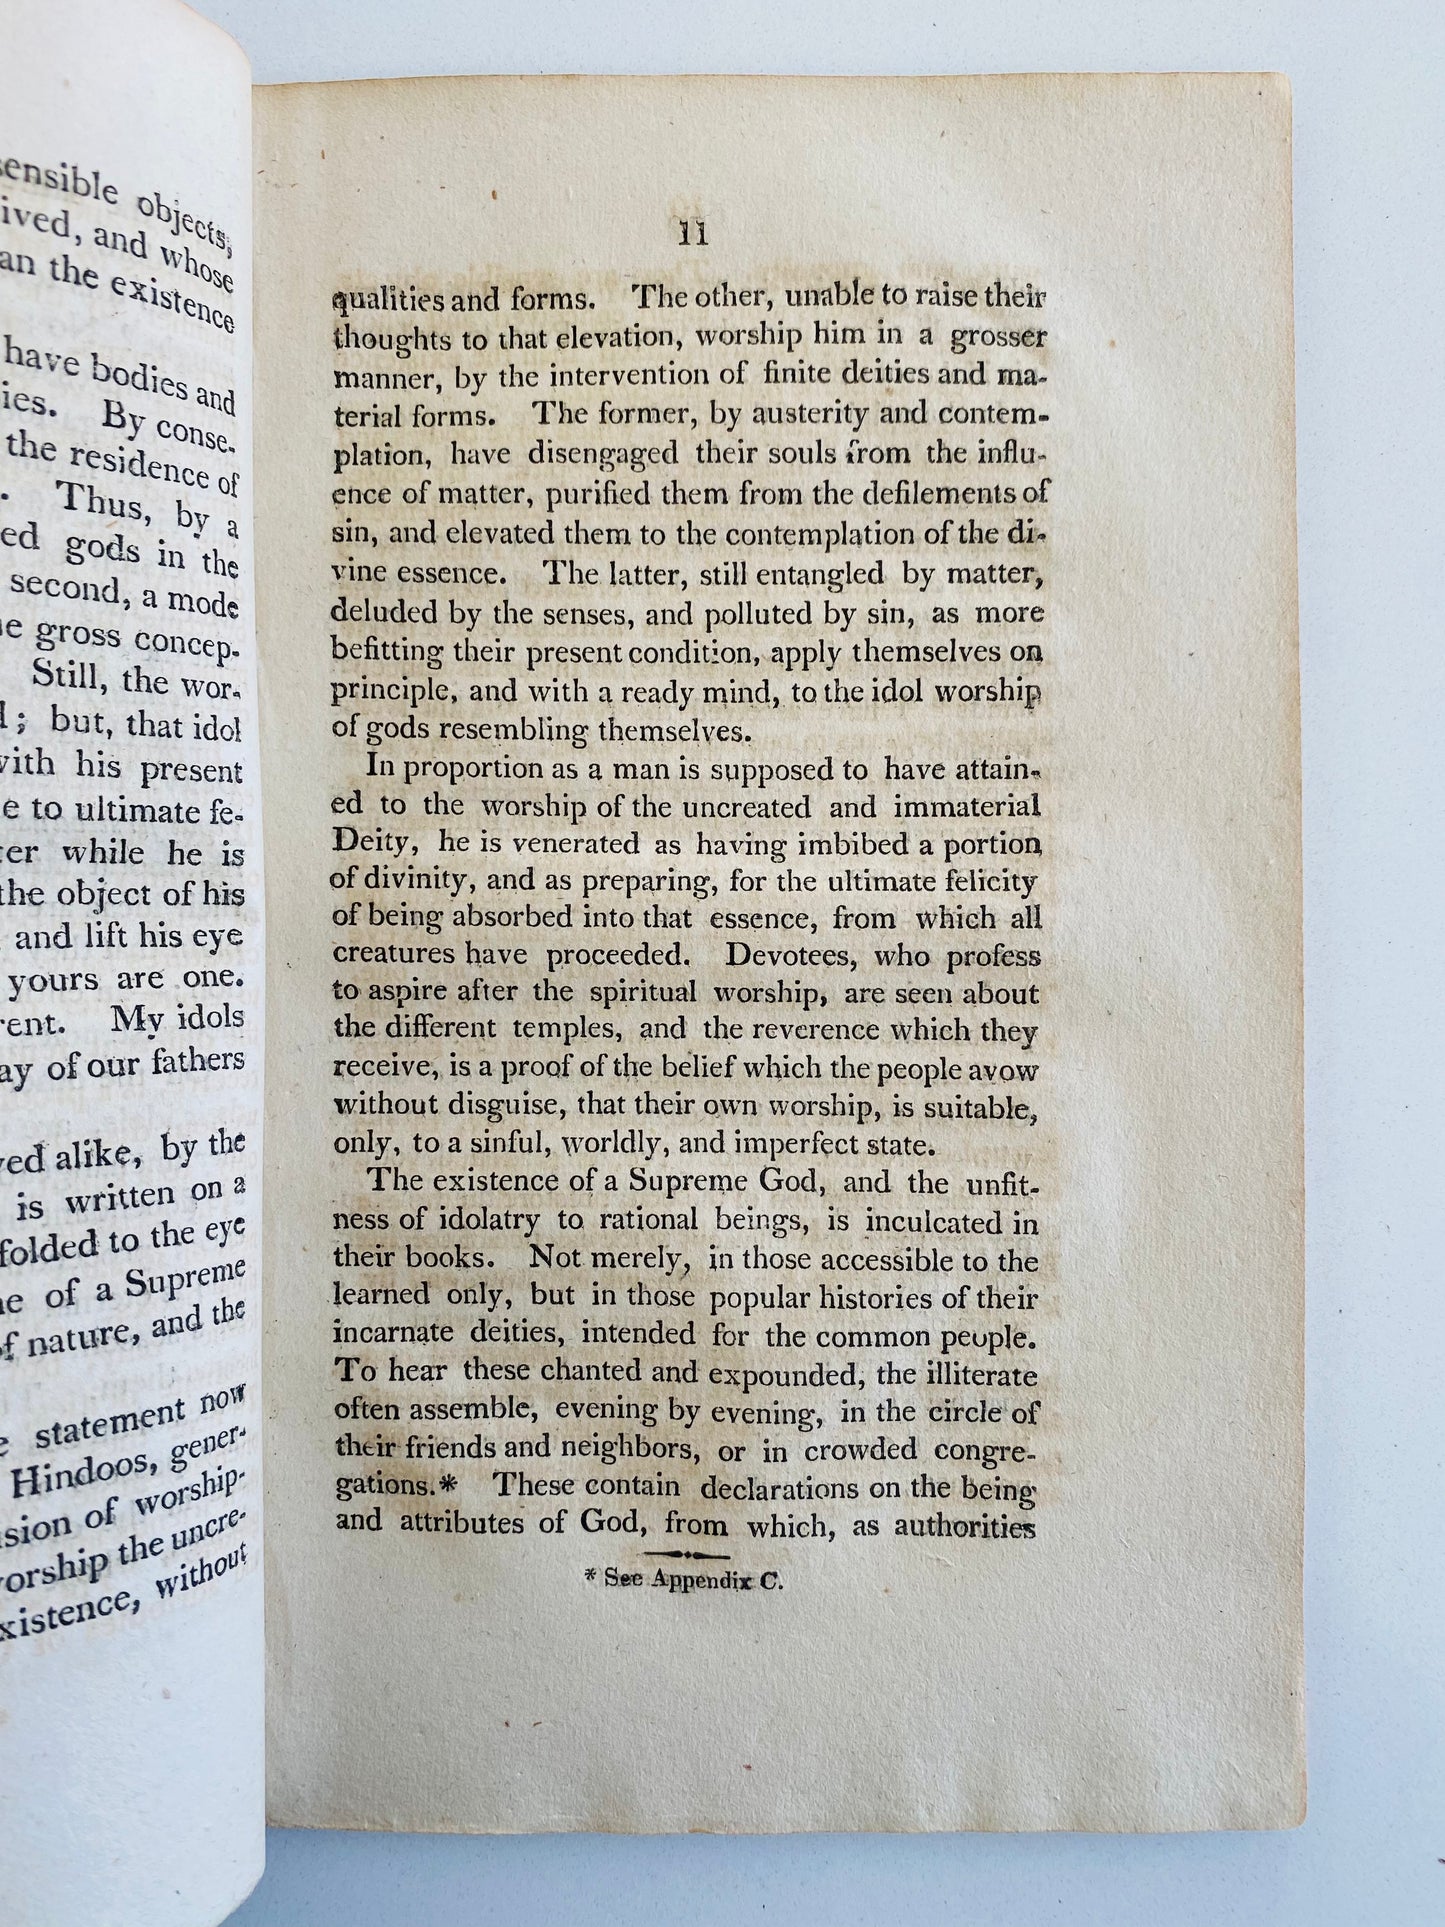 sensible objects,
ived, and whose
an the existence
have bodies and
ies. By conse-
the residence of
. Thus, by a
ed gods in the
second, a mode
e gross concep-
Still, the wor-
; but, that idol
with his present
e to ultimate fe-
er while he is
the object of his
and lift his eye
yours are one.
rent. My idols
ay of our fathers
ved alike, by the
is written on a
folded to the eye
e of a Supreme
of nature, and the
statement now
Hindoos, gener-
sion of worship-
vorship the uncre-
xistence, without
11
qualities and forms. The other, unable to raise their
thoughts to that elevation, worship him in a grosser
manner, by the intervention of finite deities and ma-
terial forms. The former, by austerity and contem-
plation, have disengaged their souls from the influ-
ence of matter, purified them from the defilements of
sin, and elevated them to the contemplation of the di-
vine essence. The latter, still entangled by matter,
deluded by the senses, and polluted by sin, as more
befitting their present condition, apply themselves on
principle, and with a ready mind, to the idol worship
of gods resembling themselves.
In proportion as a man is supposed to have attain-
ed to the worship of the uncreated and immaterial
Deity, he is venerated as having imbibed a portion
of divinity, and as preparing, for the ultimate felicity
of being absorbed into that essence, from which all
creatures have proceeded. Devotees, who profess
to aspire after the spiritual worship, are seen about
the different temples, and the reverence which they
receive, is a proof of the belief which the people avow
without disguise, that their own worship, is suitable,
only, to a sinful, worldly, and imperfect state.
The existence of a Supreme God, and the unfit-
ness of idolatry to rational beings, is inculcated in
their books. Not merely, in those accessible to the
learned only, but in those popular histories of their
incarnate deities, intended for the common people.
To hear these chanted and expounded, the illiterate
often assemble, evening by evening, in the circle of
their friends and neighbors, or in crowded congre-
gations.* These contain declarations on the being
and attributes of God, from which, as authorities
* See Appendix C.